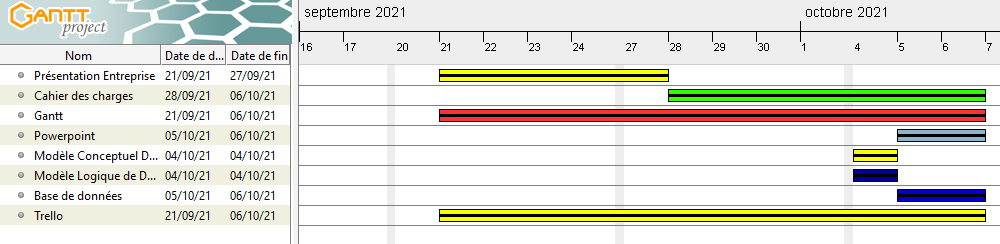 GANTT project
septembre 2021 octobre 2021
16 17 20 21 22 23 24 27 28 29 30 1 4 5 6 7
Nom Date de d... Date de fin
Présentation Entreprise 21/09/21 27/09/21
Cahier des charges 28/09/21 06/10/21
Gantt 21/09/21 06/10/21
Powerpoint 05/10/21 06/10/21
Modèle Conceptuel D... 04/10/21 04/10/21
Modèle Logique de D... 04/10/21 04/10/21
Base de données 05/10/21 06/10/21
Trello 21/09/21 06/10/21